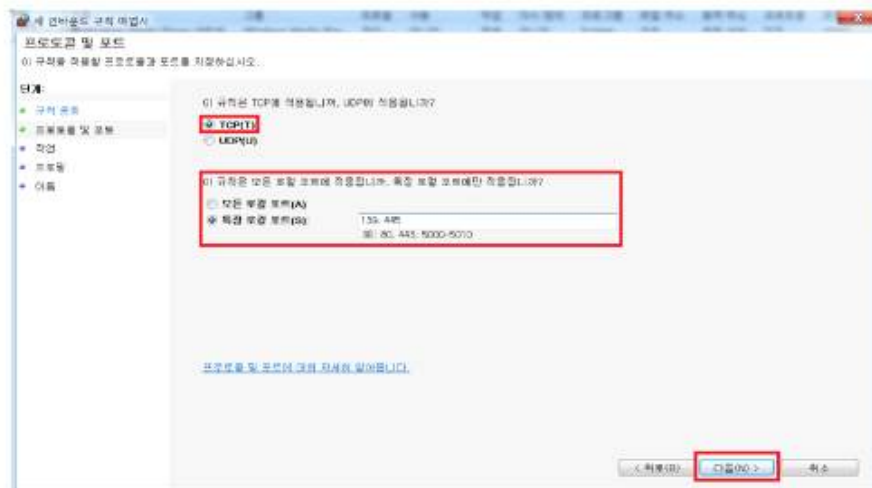 새 인바운드 규칙 마법사
프로토콜 및 포트
이 규칙을 적용할 프로토콜과 포트를 지정하십시오.
단계:
규칙 종류
프로토콜 및 포트
작업
프로필
이름
이 규칙은 TCP에 적용됩니까, UDP에 적용됩니까?
TCP(T)
UDP(U)
이 규칙은 모든 로컬 포트에 적용됩니까, 특정 로컬 포트에만 적용됩니까?
모든 로컬 포트(A)
특정 로컬 포트(S): 139, 445
예: 80, 443, 5000-5010
프로토콜 및 포트에 대해 자세히 알아봅니다.
< 뒤로(B) 다음(N) > 취소